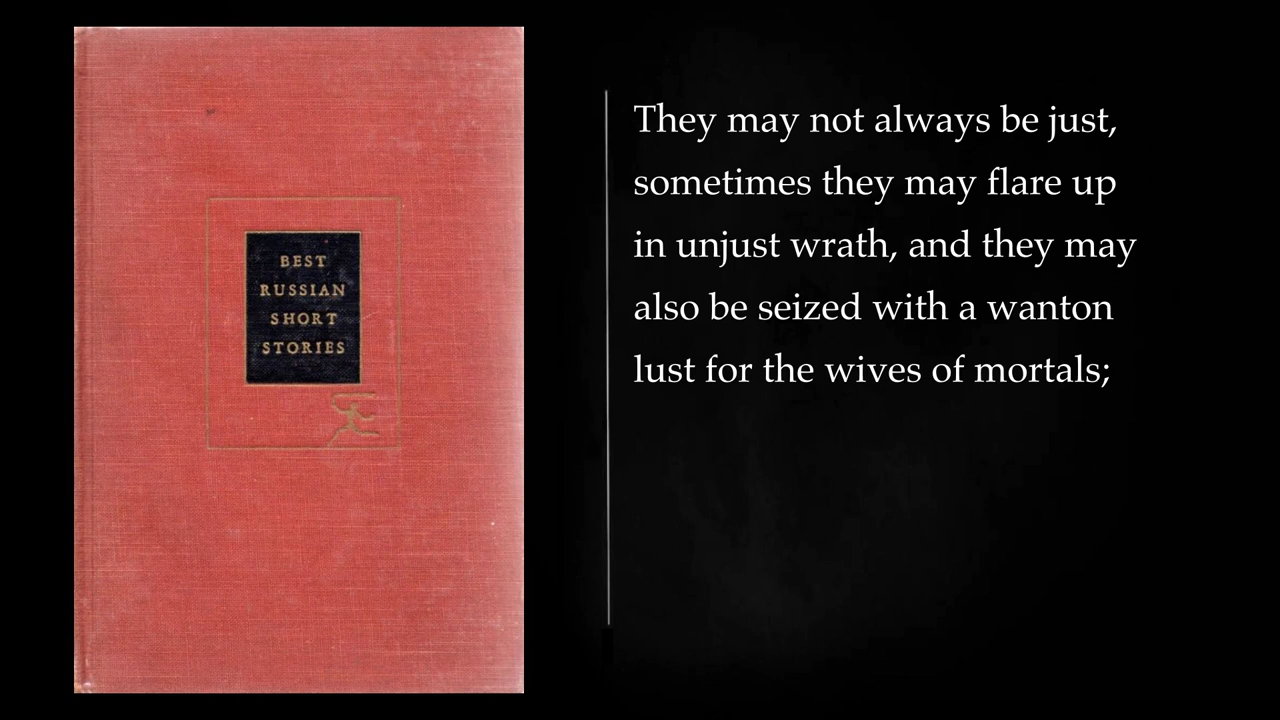 BEST
RUSSIAN
SHORT
STORIES
They may not always be just,
sometimes they may flare up
in unjust wrath, and they may
also be seized with a wanton
lust for the wives of mortals;